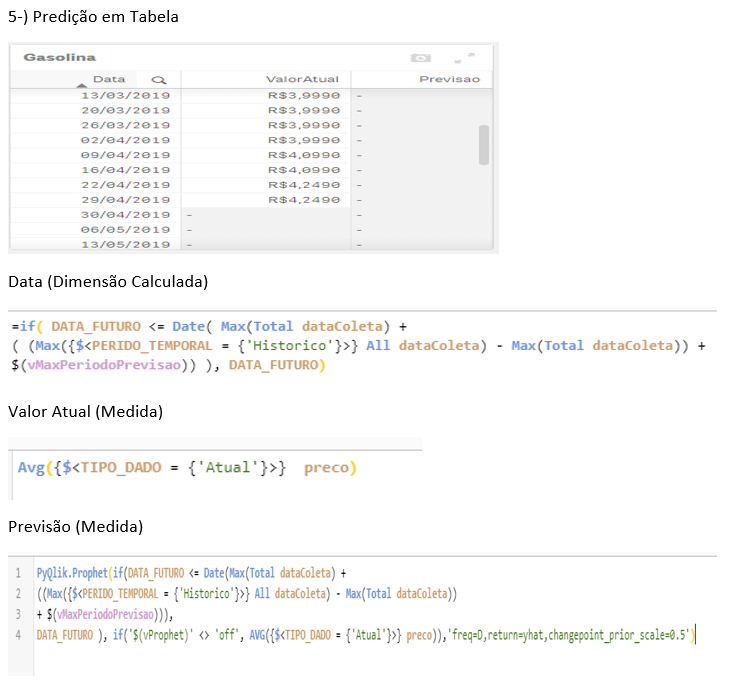 5-) Predição em Tabela
Gasolina
Data ValorAtual Previsao
13/03/2019 R$3,9990 -
20/03/2019 R$3,9990 -
26/03/2019 R$3,9990 -
02/04/2019 R$3,9990 -
09/04/2019 R$4,0990 -
16/04/2019 R$4,0990 -
22/04/2019 R$4,2490 -
29/04/2019 R$4,2490 -
30/04/2019 - -
06/05/2019 - -
13/05/2019 - -
Data (Dimensão Calculada)
=if( DATA_FUTURO <= Date( Max(Total dataColeta) +
( (Max({$<PERIDO_TEMPORAL = {'Historico'}>} All dataColeta) - Max(Total dataColeta)) +
$(vMaxPeriodoPrevisao)) ), DATA_FUTURO)
Valor Atual (Medida)
Avg({$<TIPO_DADO = {'Atual'}>} preco)
Previsão (Medida)
1 PyQlik.Prophet(if(DATA_FUTURO <= Date(Max(Total dataColeta) +
2 ((Max({$<PERIDO_TEMPORAL = {'Historico'}>} All dataColeta) - Max(Total dataColeta))
3 + $(vMaxPeriodoPrevisao))),
4 DATA_FUTURO ), if('$(vProphet)' <> 'off', AVG({$<TIPO_DADO = {'Atual'}>} preco)),'freq=D,return=yhat,changepoint_prior_scale=0.5')